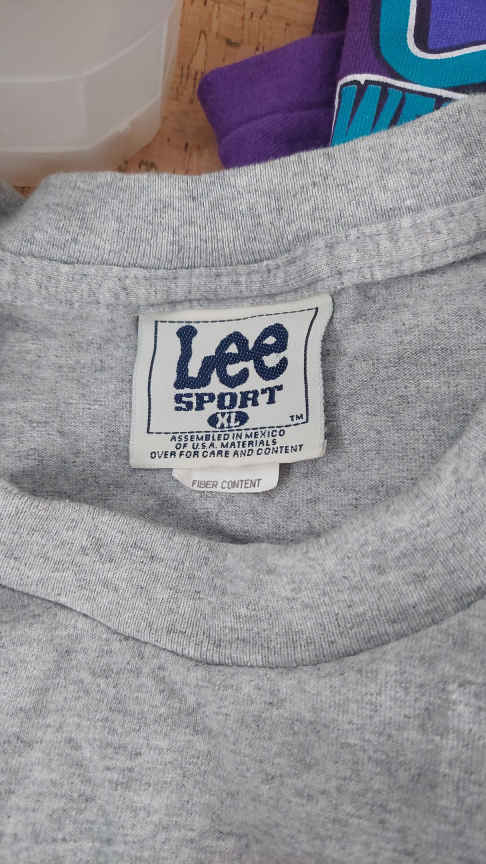 Lee
SPORT
XL
TM
ASSEMBLED IN MEXICO
OF U.S.A. MATERIALS
OVER FOR CARE AND CONTENT
FIBER CONTENT